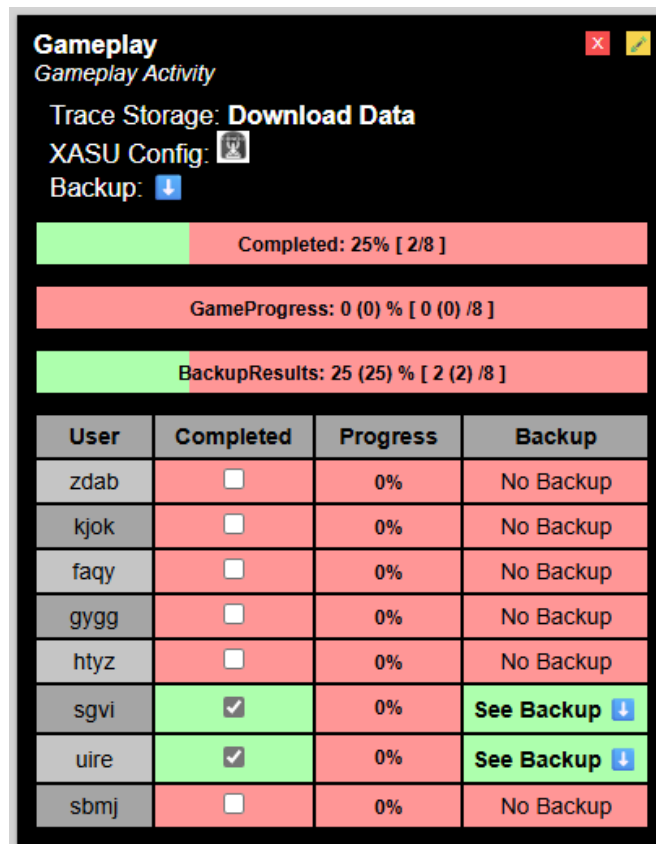 Gameplay
X
Gameplay Activity
Trace Storage: Download Data
XASU Config:
Backup:
Completed: 25% [ 2/8 ]
GameProgress: 0 (0) % [ 0 (0) /8 ]
BackupResults: 25 (25) % [ 2 (2) /8 ]
User Completed Progress Backup
zdab 0% No Backup
kjok 0% No Backup
faqy 0% No Backup
gygg 0% No Backup
htyz 0% No Backup
sgvi 0% See Backup
uire 0% See Backup
sbmj 0% No Backup